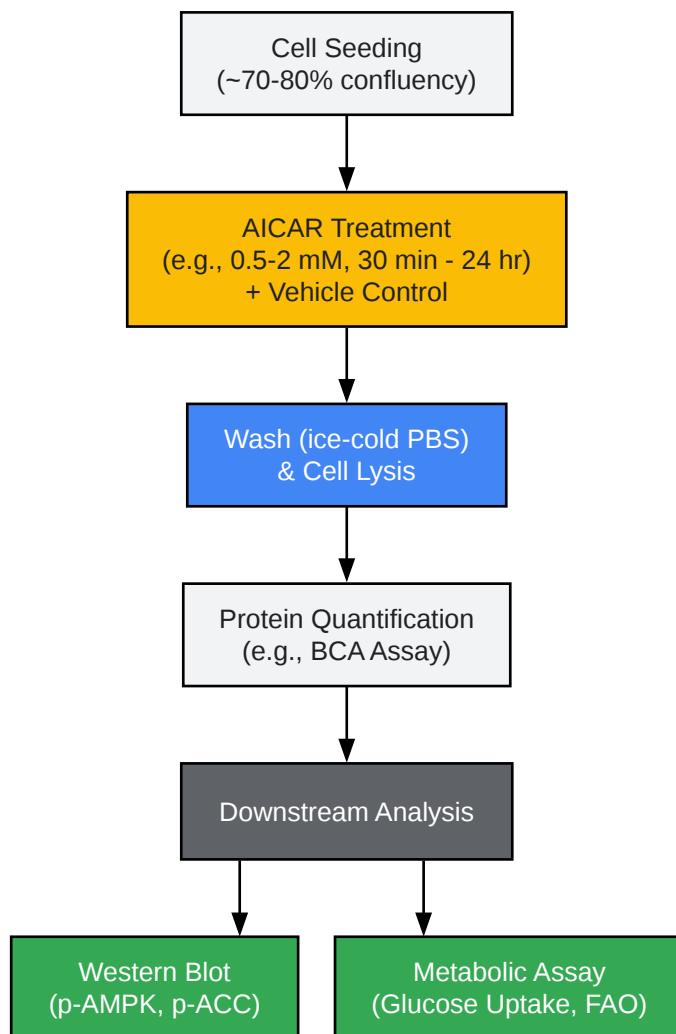 Cell Seeding
(~70-80% confluency)
AICAR Treatment
(e.g., 0.5-2 mM, 30 min - 24 hr)
+ Vehicle Control
Wash (ice-cold PBS)
& Cell Lysis
Protein Quantification
(e.g., BCA Assay)
Downstream Analysis
Western Blot
(p-AMPK, p-ACC)
Metabolic Assay
(Glucose Uptake, FAO)